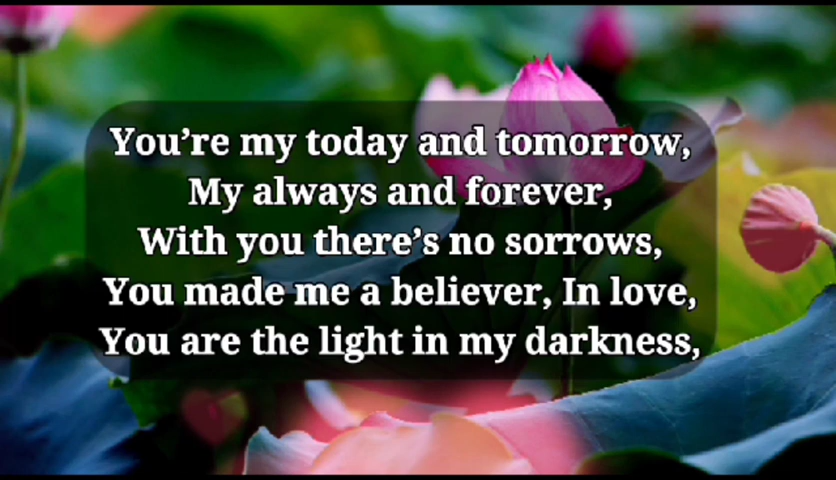 You’re my today and tomorrow,
My always and forever,
With you there’s no sorrows,
You made me a believer, In love,
You are the light in my darkness,